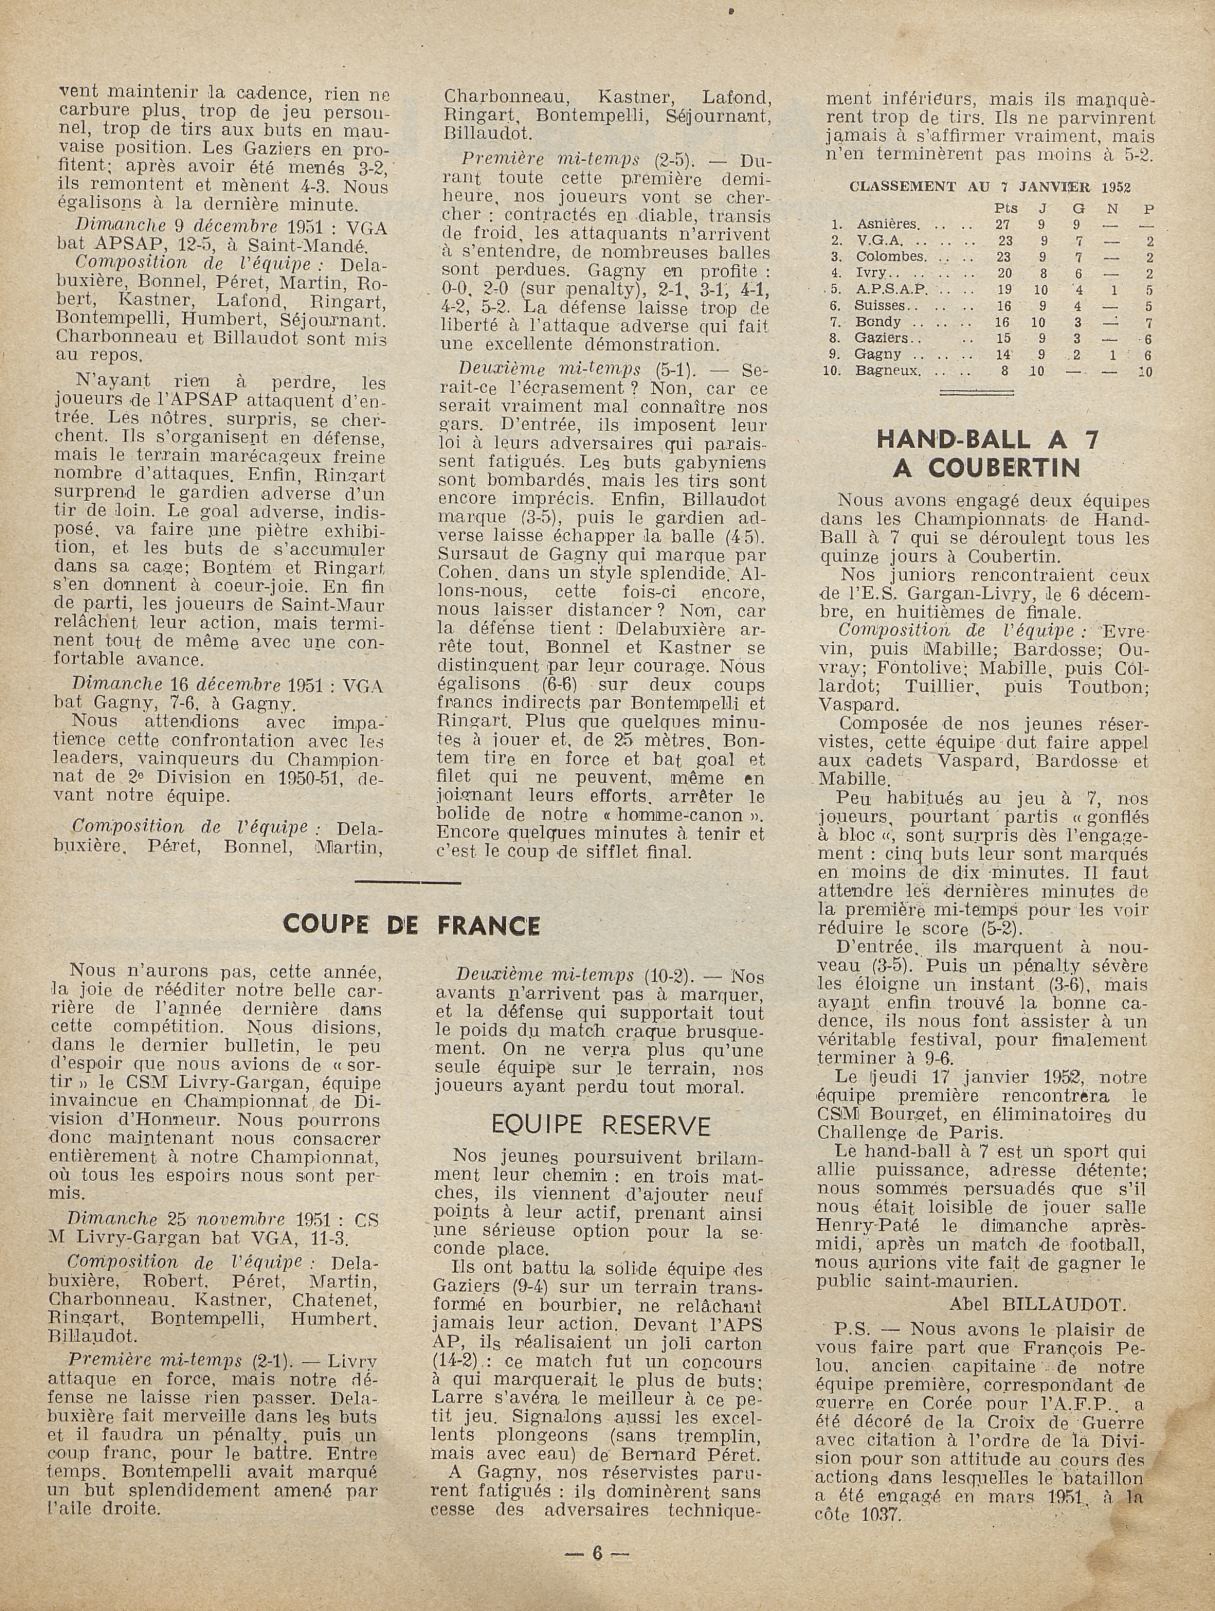 vent maintenir la cadence, rien ne
carbure plus, trop de jeu person-
nel, trop de tirs aux buts en mau-
vaise position. Les Gaziers en pro-
fitent; après avoir été menés 3-2,
ils remontent et mènent 4-3. Nous
égalisons à la dernière minute.
Dimanche 9 décembre 1951 : VGA
bat APSAP, 12-5, à Saint-Mandé.
Composition de l'équipe : Dela-
buxière, Bonnel, Péret, Martin, Ro-
bert, Kastner, Lafond, Ringart,
Bontempelli, Humbert, Séjournant.
Charbonneau et Billaudot sont mis
au repos.
N'ayant rien à perdre, les
joueurs de l'APSAP attaquent d'en-
trée. Les nôtres, surpris, se cher-
chent. Ils s'organisent en défense,
mais le terrain marécageux freine
nombre d'attaques. Enfin, Ringart
surprend le gardien adverse d'un
tir de loin. Le goal adverse, indis-
posé, va faire une piètre exhibi-
tion, et les buts de s'accumuler
dans sa cage; Bontem et Ringart
s'en donnent à coeur-joie. En fin
de parti, les joueurs de Saint-Maur
relâchent leur action, mais termi-
nent tout de même avec une con-
fortable avance.
Dimanche 16 décembre 1951 : VGA
bat Gagny, 7-6, à Gagny.
Nous attendions avec impa-
tience cette confrontation avec les
leaders, vainqueurs du Champion-
nat de 2e Division en 1950-51, de-
vant notre équipe.
Composition de l'équipe : Dela-
buxière, Péret, Bonnel, Martin,
Charbonneau, Kastner, Lafond,
Ringart, Bontempelli, Séjournant,
Billaudot.
Première mi-temps (2-5). — Du-
rant toute cette première demi-
heure, nos joueurs vont se cher-
cher : contractés en diable, transis
de froid, les attaquants n'arrivent
à s'entendre, de nombreuses balles
sont perdues. Gagny en profite :
0-0, 2-0 (sur penalty), 2-1, 3-1, 4-1,
4-2, 5-2. La défense laisse trop de
liberté à l'attaque adverse qui fait
une excellente démonstration.
Deuxième mi-temps (5-1). — Se-
rait-ce l'écrasement ? Non, car ce
serait vraiment mal connaître nos
gars. D'entrée, ils imposent leur
loi à leurs adversaires qui parais-
sent fatigués. Les buts gabyniens
sont bombardés, mais les tirs sont
encore imprécis. Enfin, Billaudot
marque (3-5), puis le gardien ad-
verse laisse échapper la balle (4 5).
Sursaut de Gagny qui marque par
Cohen, dans un style splendide. Al-
lons-nous, cette fois-ci encore,
nous laisser distancer ? Non, car
la défense tient : Delabuxière ar-
rête tout, Bonnel et Kastner se
distinguent par leur courage. Nous
égalisons (6-6) sur deux coups
francs indirects par Bontempelli et
Ringart. Plus que quelques minu-
tes à jouer et, de 25 mètres, Bon-
tem tire en force et bat goal et
filet qui ne peuvent, même en
joignant leurs efforts, arrêter le
bolide de notre « homme-canon ».
Encore quelques minutes à tenir et
c'est le coup de sifflet final.
COUPE DE FRANCE
Nous n'aurons pas, cette année,
la joie de rééditer notre belle car-
rière de l'année dernière dans
cette compétition. Nous disions,
dans le dernier bulletin, le peu
d'espoir que nous avions de « sor-
tir » le CSM Livry-Gargan, équipe
invaincue en Championnat de Di-
vision d'Honneur. Nous pourrons
donc maintenant nous consacrer
entièrement à notre Championnat,
où tous les espoirs nous sont per-
mis.
Dimanche 25 novembre 1951 : CS
M Livry-Gargan bat VGA, 11-3.
Composition de l'équipe : Dela-
buxière, Robert, Péret, Martin,
Charbonneau, Kastner, Chatenet,
Ringart, Bontempelli, Humbert,
Billaudot.
Première mi-temps (2-1). — Livry
attaque en force, mais notre dé-
fense ne laisse rien passer. Dela-
buxière fait merveille dans les buts
et il faudra un pénalty, puis un
coup franc, pour le battre. Entre
temps, Bontempelli avait marqué
un but splendidement amené par
l'aile droite.
Deuxième mi-temps (10-2). — Nos
avants n'arrivent pas à marquer,
et la défense qui supportait tout
le poids du match craque brusque-
ment. On ne verra plus qu'une
seule équipe sur le terrain, nos
joueurs ayant perdu tout moral.
EQUIPE RESERVE
Nos jeunes poursuivent brilam-
ment leur chemin : en trois mat-
ches, ils viennent d'ajouter neuf
points à leur actif, prenant ainsi
une sérieuse option pour la se-
conde place.
Ils ont battu la solide équipe des
Gaziers (9-4) sur un terrain trans-
formé en bourbier, ne relâchant
jamais leur action. Devant l'APS
AP, ils réalisaient un joli carton
(14-2) : ce match fut un concours
à qui marquerait le plus de buts;
Larre s'avéra le meilleur à ce pe-
tit jeu. Signalons aussi les excel-
lents plongeons (sans tremplin,
mais avec eau) de Bernard Péret.
A Gagny, nos réservistes paru-
rent fatigués : ils dominèrent sans
cesse des adversaires technique-
ment inférieurs, mais ils manquè-
rent trop de tirs. Ils ne parvinrent
jamais à s'affirmer vraiment, mais
n'en terminèrent pas moins à 5-2.
CLASSEMENT AU 7 JANVIER 1952
Pts J G N P
1. Asnières. .. .. 27 9 9 — —
2. V.G.A. .. .. .. 23 9 7 — 2
3. Colombes. .. .. 23 9 7 — 2
4. Ivry.. .. .. .. 20 8 6 — 2
5. A.P.S.A.P. .. .. 19 10 4 1 5
6. Suisses.. .. .. 16 9 4 — 5
7. Bondy .. .. .. 16 10 3 — 7
8. Gaziers.. .. 15 9 3 — 6
9. Gagny .. .. .. 14 9 2 1 6
10. Bagneux. .. .. 8 10 — — 10
HAND-BALL A 7
A COUBERTIN
Nous avons engagé deux équipes
dans les Championnats de Hand-
Ball à 7 qui se déroulent tous les
quinze jours à Coubertin.
Nos juniors rencontraient ceux
de l'E.S. Gargan-Livry, le 6 décem-
bre, en huitièmes de finale.
Composition de l'équipe : Evre-
vin, puis Mabille; Bardosse; Ou-
vray; Fontolive; Mabille, puis Col-
lardot; Tuillier, puis Toutbon;
Vaspard.
Composée de nos jeunes réser-
vistes, cette équipe dut faire appel
aux cadets Vaspard, Bardosse et
Mabille.
Peu habitués au jeu à 7, nos
joueurs, pourtant partis « gonflés
à bloc «, sont surpris dès l'engage-
ment : cinq buts leur sont marqués
en moins de dix minutes. Il faut
attendre les dernières minutes de
la première mi-temps pour les voir
réduire le score (5-2).
D'entrée, ils marquent à nou-
veau (3-5). Puis un pénalty sévère
les éloigne un instant (3-6), mais
ayant enfin trouvé la bonne ca-
dence, ils nous font assister à un
véritable festival, pour finalement
terminer à 9-6.
Le jeudi 17 janvier 1952, notre
équipe première rencontrera le
CSM Bourget, en éliminatoires du
Challenge de Paris.
Le hand-ball à 7 est un sport qui
allie puissance, adresse détente;
nous sommes persuadés que s'il
nous était loisible de jouer salle
Henry-Paté le dimanche après-
midi, après un match de football,
nous aurions vite fait de gagner le
public saint-maurien.
Abel BILLAUDOT.
P.S. — Nous avons le plaisir de
vous faire part que François Pe-
lou, ancien capitaine de notre
équipe première, correspondant de
guerre en Corée pour l'A.F.P., a
été décoré de la Croix de Guerre
avec citation à l'ordre de la Divi-
sion pour son attitude au cours des
actions dans lesquelles le bataillon
a été engagé en mars 1951, à la
côte 1037.
— 6 —